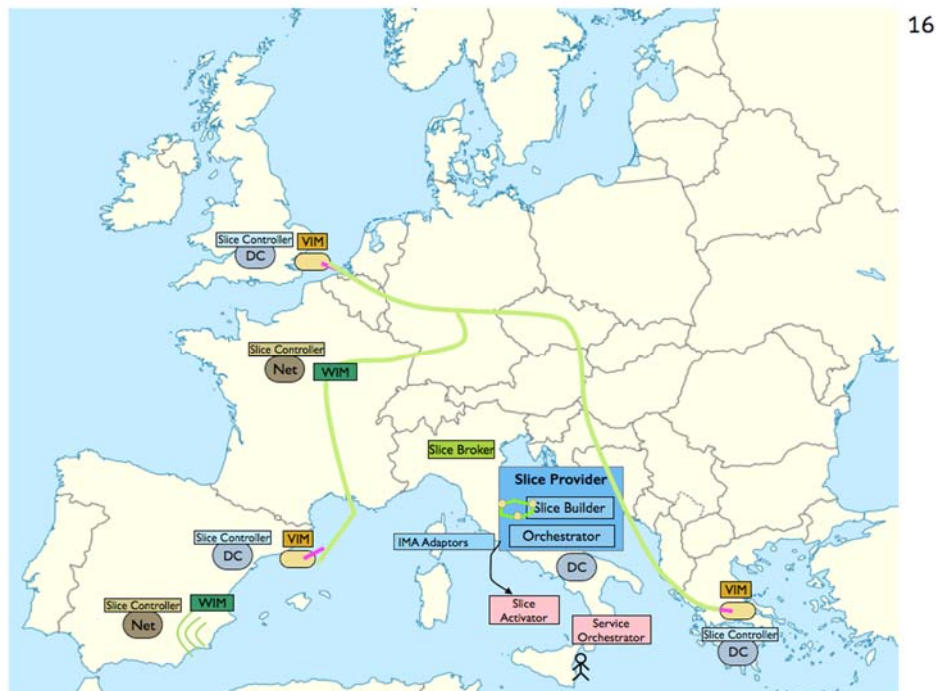 16
Slice Controller
VIM
DC
Slice Controller
Net
WIM
Slice Broker
Slice Provider
Slice Builder
Orchestrator
Slice Controller
VIM
DC
IMA Adaptors
DC
Slice Controller
WIM
Net
Slice
Activator
Service
Orchestrator
VIM
Slice Controller
DC